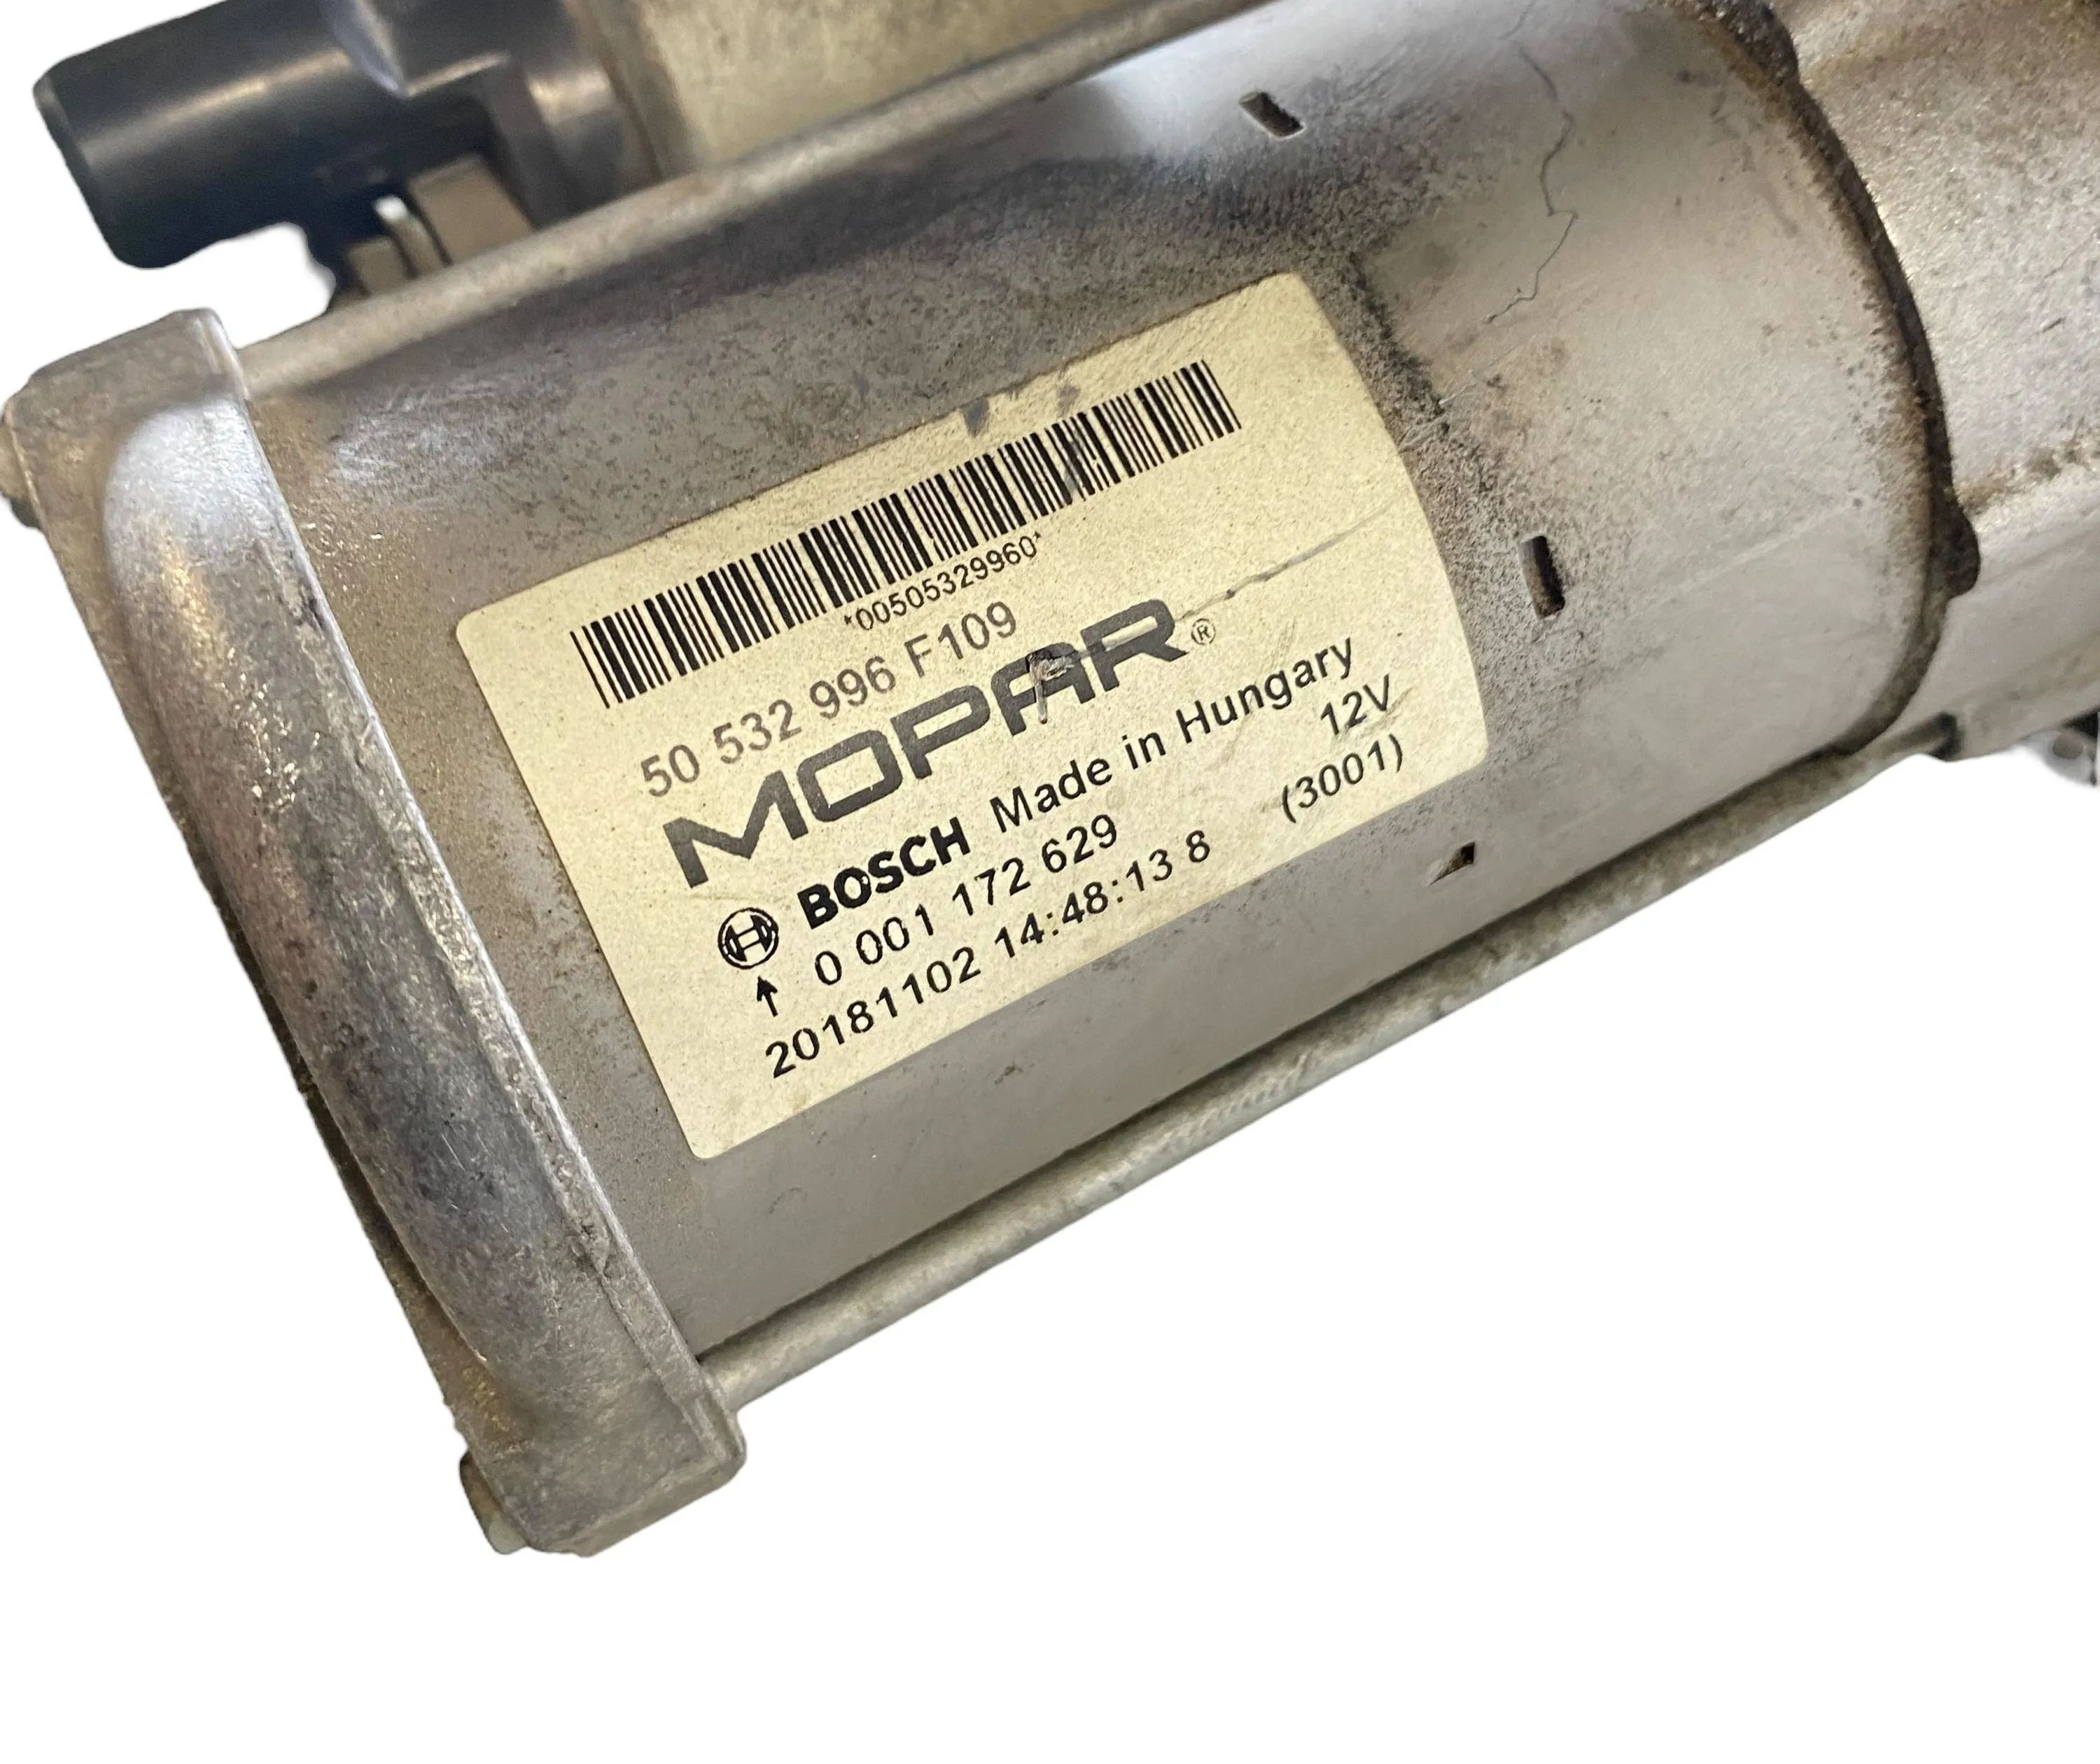 *00505329960*
50 532 996 F109
MOPAR®
BOSCH Made in Hungary
0 001 172 629 12V
20181102 14:48:13 8 (3001)